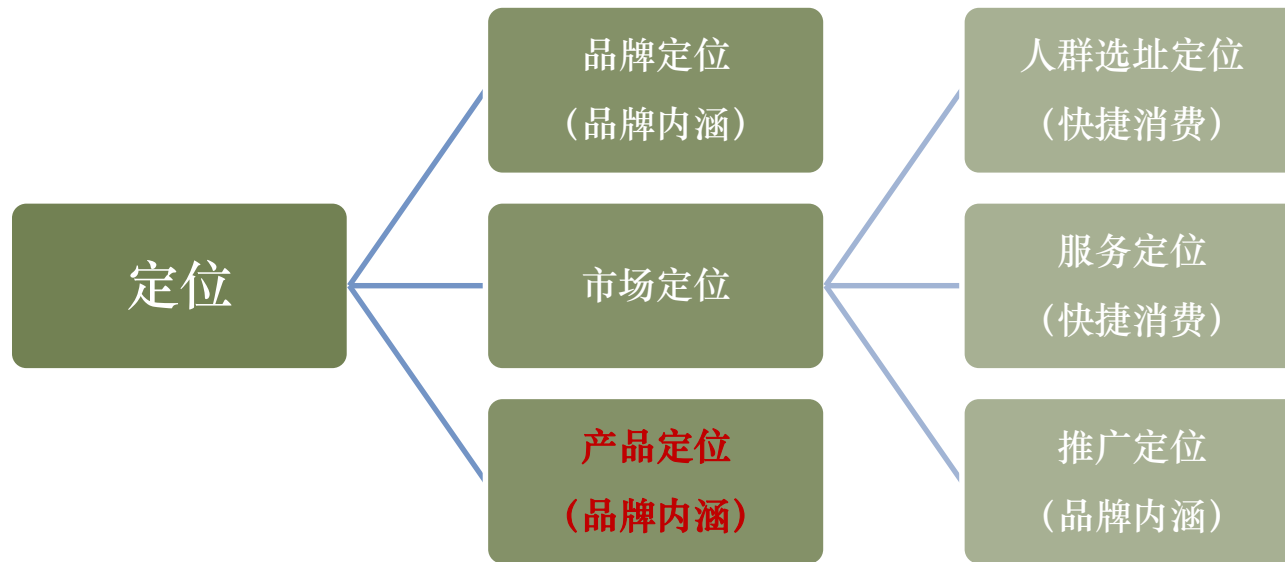 定位
品牌定位
（品牌内涵）
市场定位
产品定位
（品牌内涵）
人群选址定位
（快捷消费）
服务定位
（快捷消费）
推广定位
（品牌内涵）